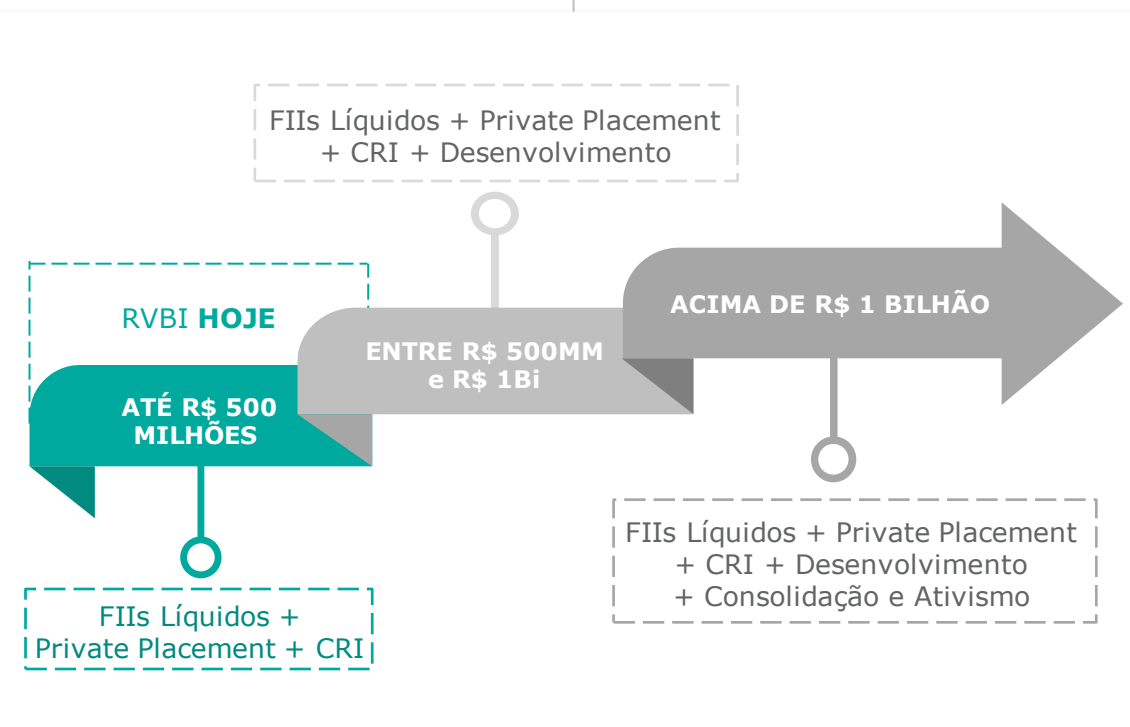 FIIs Líquidos + Private Placement
+ CRI + Desenvolvimento
RVBI HOJE
ATÉ R$ 500
MILHÕES
ENTRE R$ 500MM
e R$ 1Bi
ACIMA DE R$ 1 BILHÃO
FIIs Líquidos +
Private Placement + CRI
FIIs Líquidos + Private Placement
+ CRI + Desenvolvimento
+ Consolidação e Ativismo